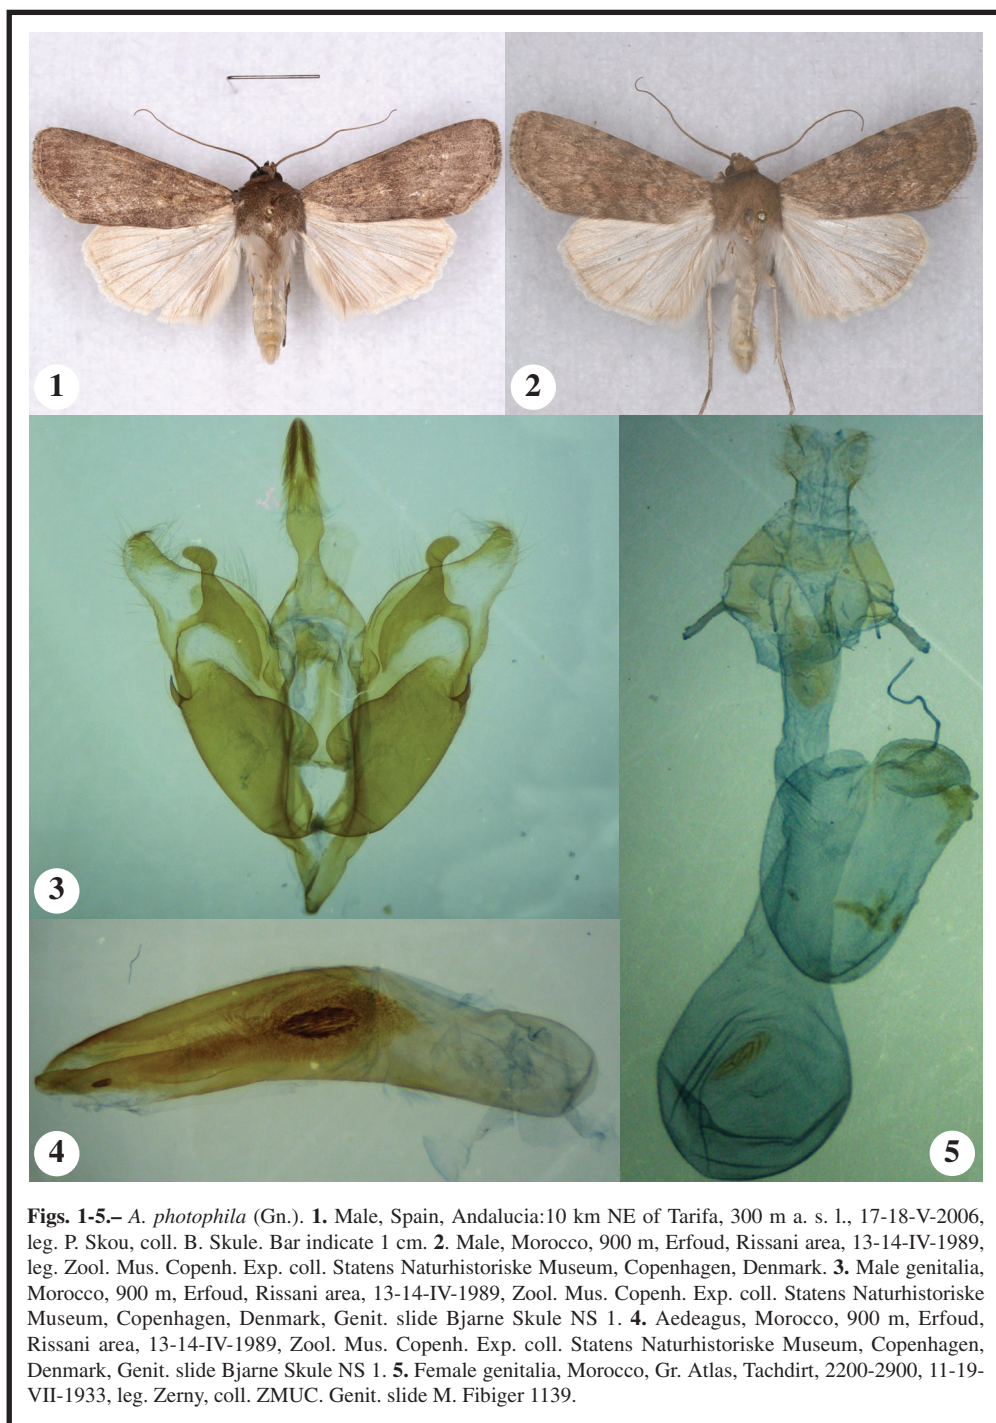 1
2
3
4
5
Figs. 1-5.– A. photophila (Gn.). 1. Male, Spain, Andalucia:10 km NE of Tarifa, 300 m a. s. l., 17-18-V-2006,
leg. P. Skou, coll. B. Skule. Bar indicate 1 cm. 2. Male, Morocco, 900 m, Erfoud, Rissani area, 13-14-IV-1989,
leg. Zool. Mus. Copenh. Exp. coll. Statens Naturhistoriske Museum, Copenhagen, Denmark. 3. Male genitalia,
Morocco, 900 m, Erfoud, Rissani area, 13-14-IV-1989, Zool. Mus. Copenh. Exp. coll. Statens Naturhistoriske
Museum, Copenhagen, Denmark, Genit. slide Bjarne Skule NS 1. 4. Aedeagus, Morocco, 900 m, Erfoud,
Rissani area, 13-14-IV-1989, Zool. Mus. Copenh. Exp. coll. Statens Naturhistoriske Museum, Copenhagen,
Denmark, Genit. slide Bjarne Skule NS 1. 5. Female genitalia, Morocco, Gr. Atlas, Tachdirt, 2200-2900, 11-19-
VII-1933, leg. Zerny, coll. ZMUC. Genit. slide M. Fibiger 1139.